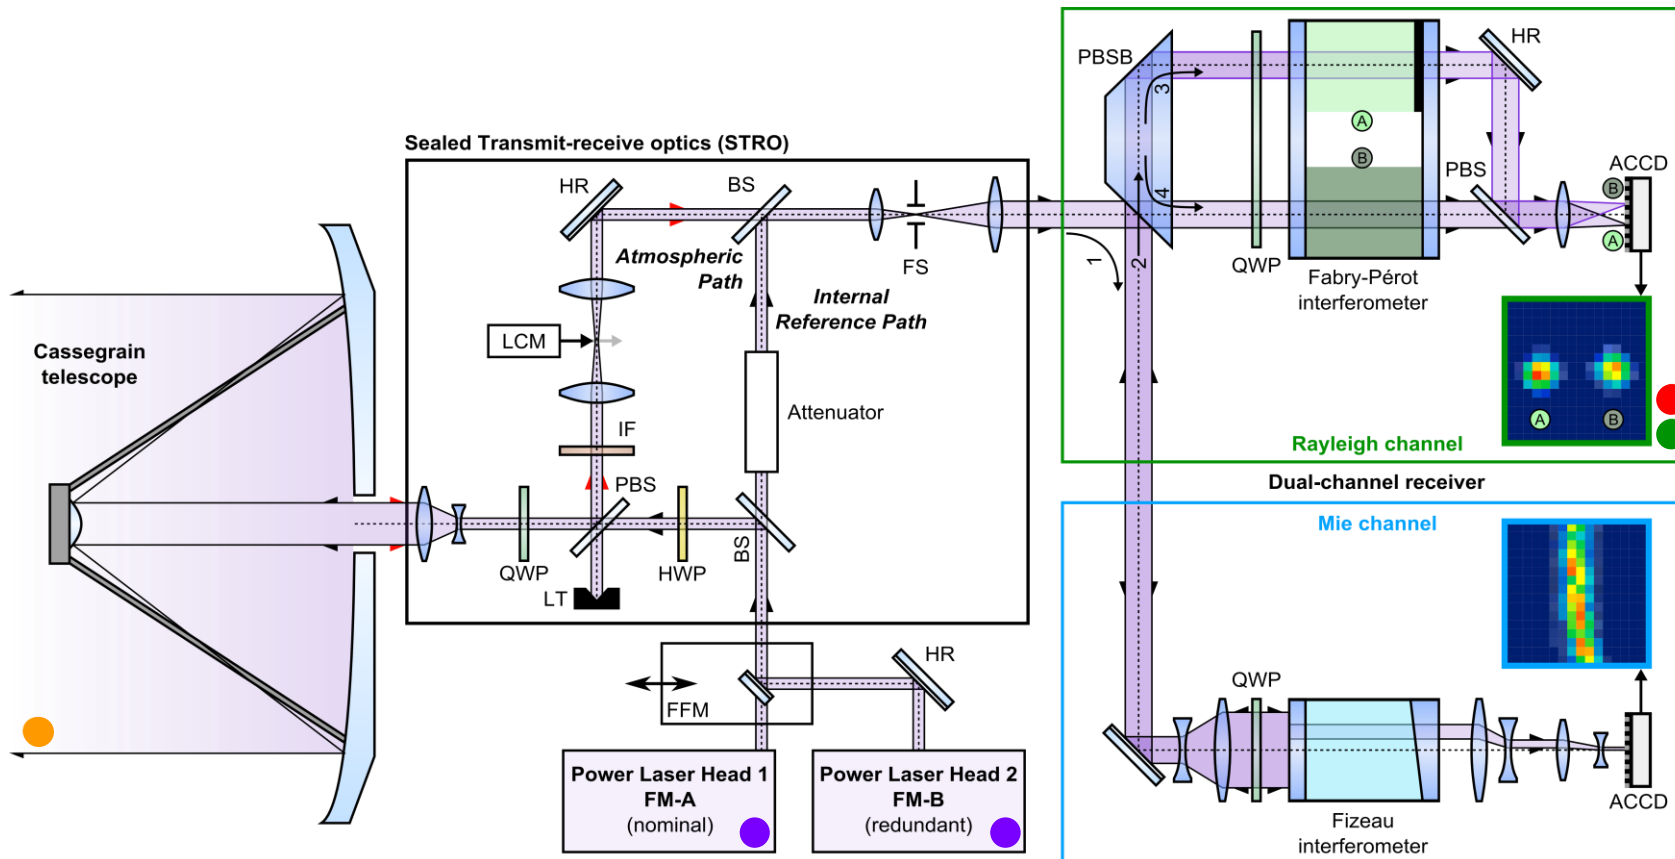 Sealed Transmit-receive optics (STRO)
HR
BS
Atmospheric
Path
FS
Internal
Reference Path
LCM
Attenuator
IF
PBS
QWP
HWP
BS
LT
Cassegrain
telescope
FFM
HR
Power Laser Head 1
FM-A
(nominal)
Power Laser Head 2
FM-B
(redundant)
PBSB
HR
3
A
B
4
PBS
ACCD
B
A
1
2
QWP
Fabry-Pérot
interferometer
A
B
Rayleigh channel
Dual-channel receiver
Mie channel
QWP
Fizeau
interferometer
ACCD